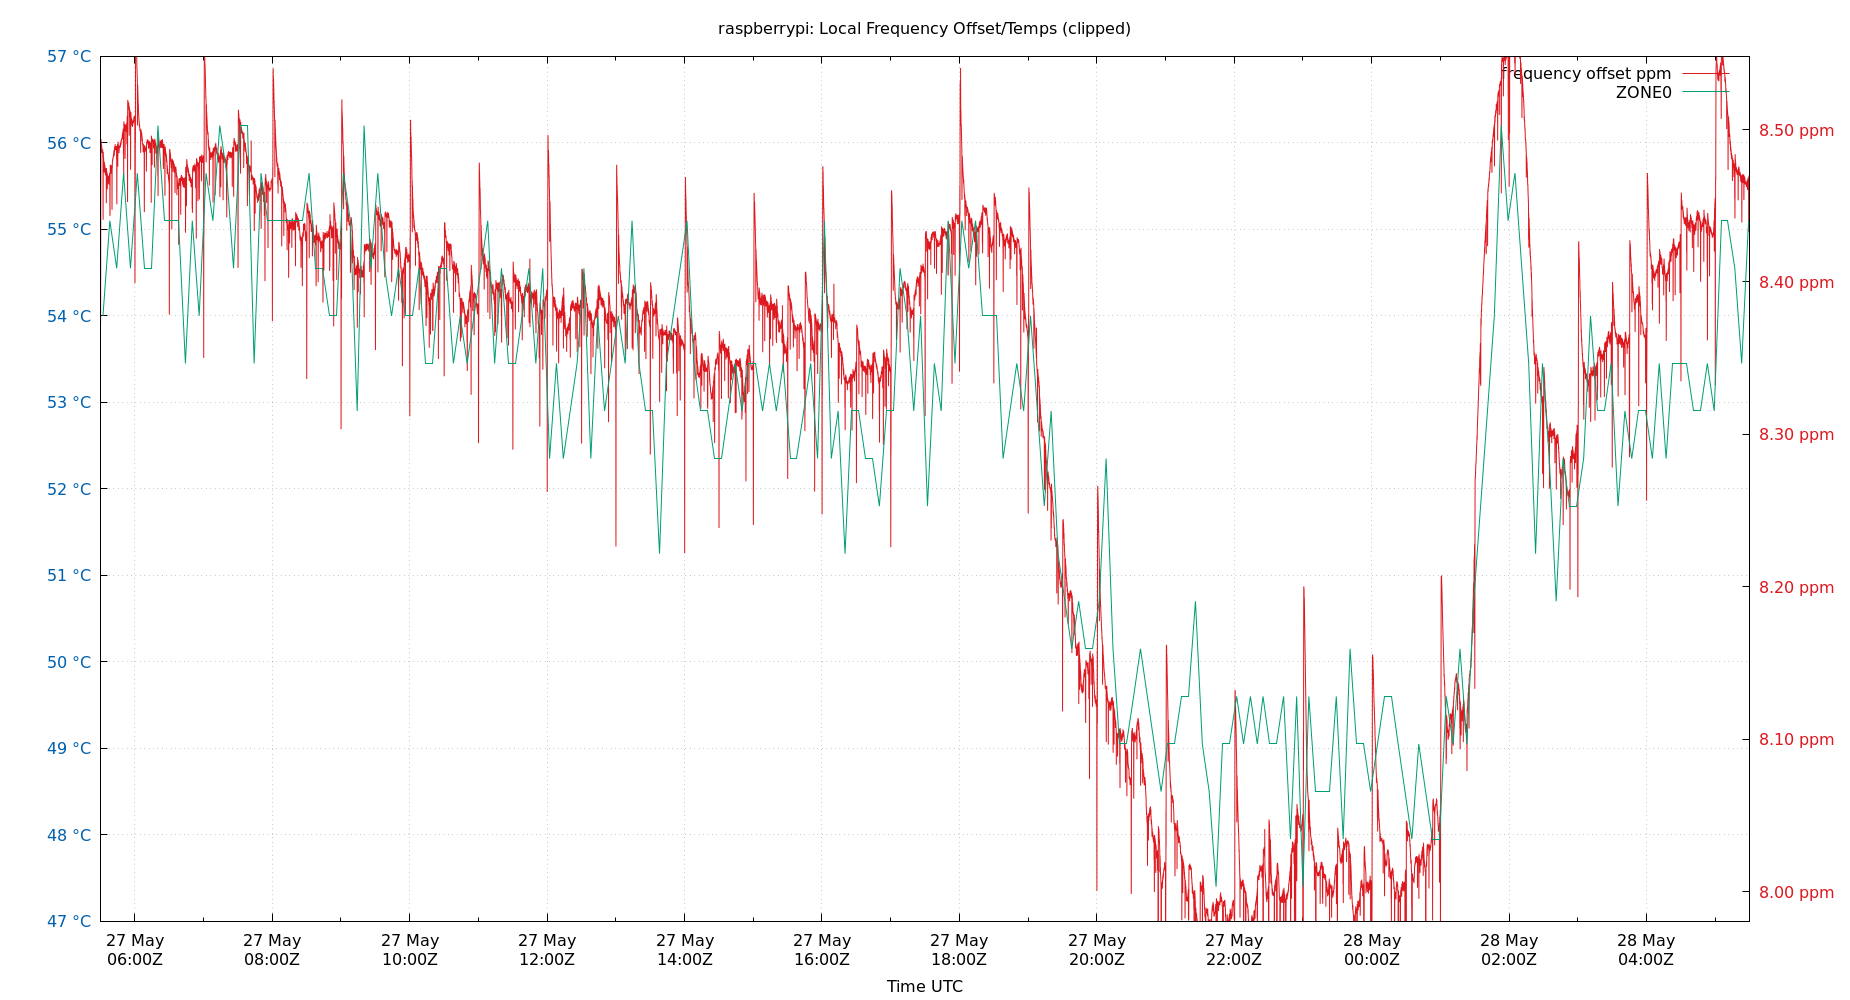 raspberrypi: Local Frequency Offset/Temps (clipped)
57 °C
56 °C
55 °C
54 °C
53 °C
52 °C
51 °C
50 °C
49 °C
48 °C
47 °C
frequency offset ppm
ZONE0
8.50 ppm
8.40 ppm
8.30 ppm
8.20 ppm
8.10 ppm
8.00 ppm
27 May
06:00Z
27 May
08:00Z
27 May
10:00Z
27 May
12:00Z
27 May
14:00Z
27 May
16:00Z
27 May
18:00Z
27 May
20:00Z
27 May
22:00Z
28 May
00:00Z
28 May
02:00Z
28 May
04:00Z
Time UTC